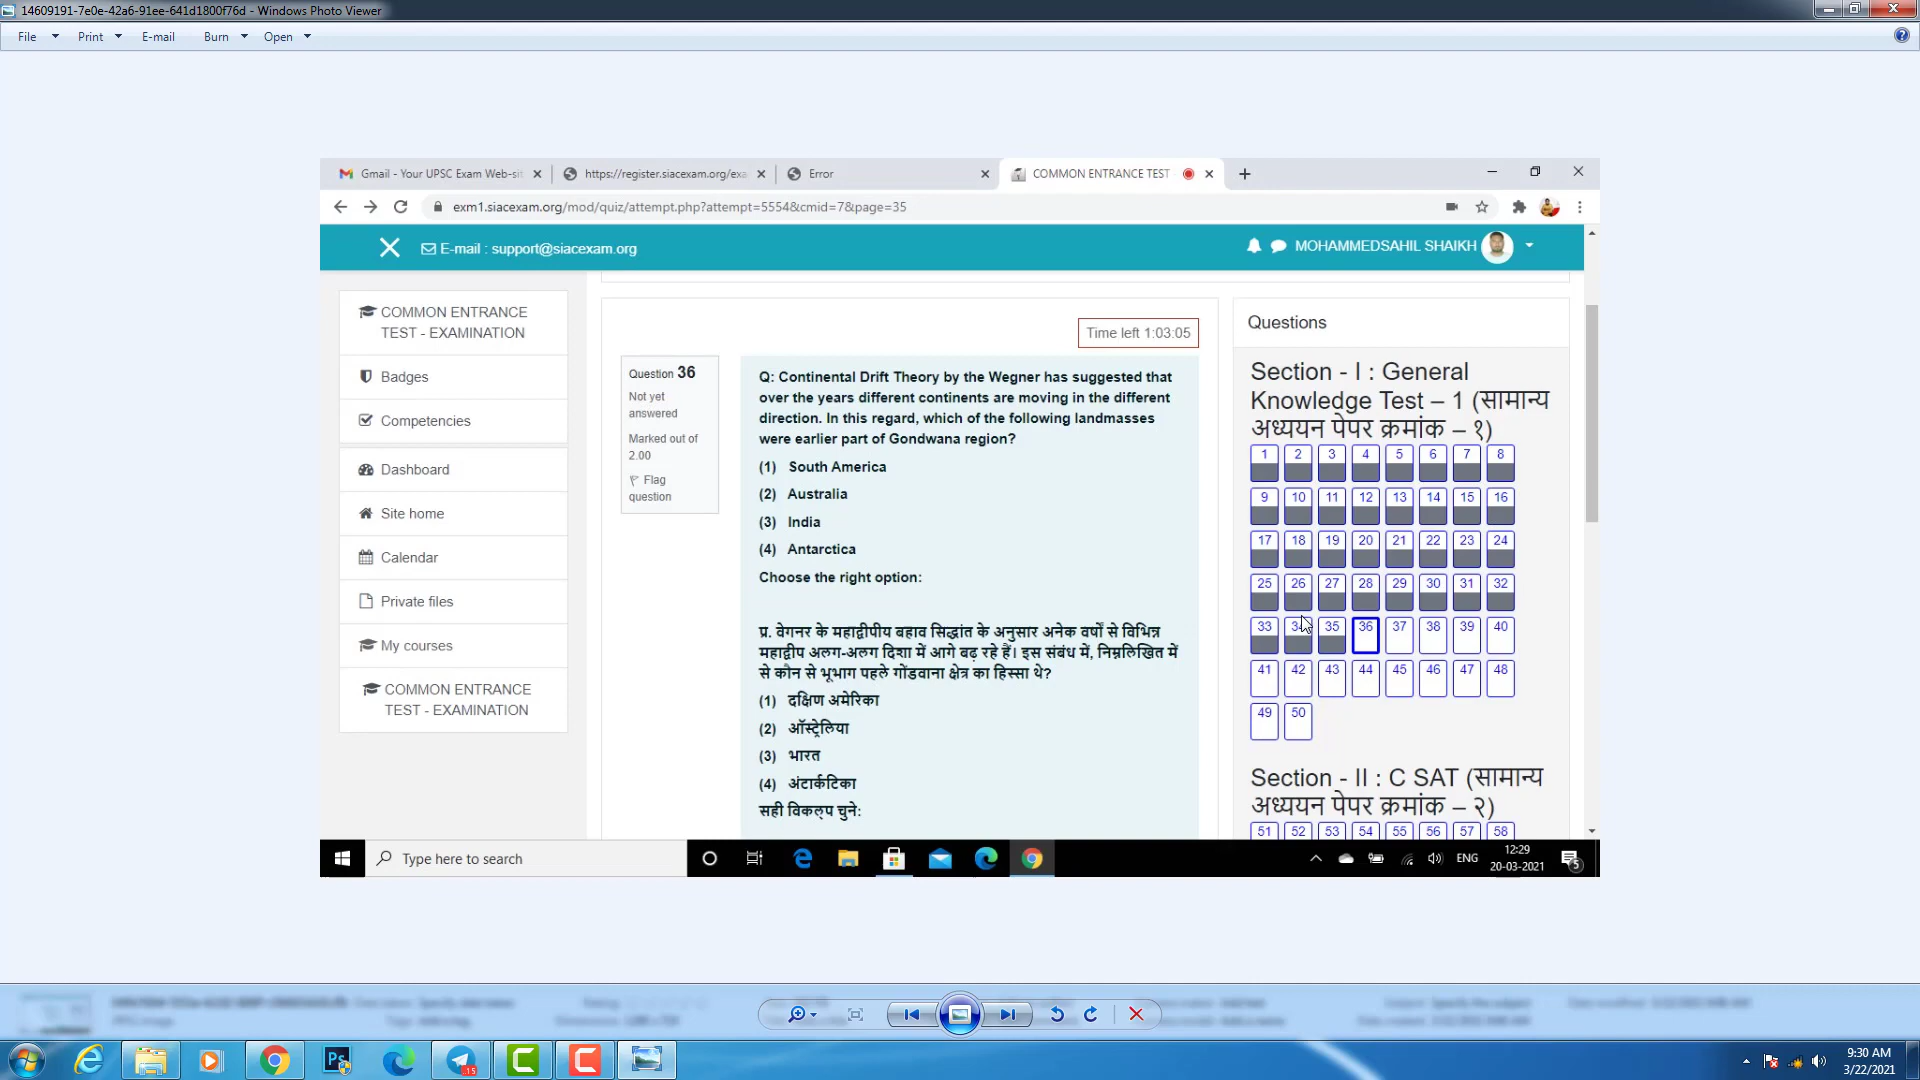 14609191-7e0e-42a6-91ee-641d1800f76d - Windows Photo Viewer
File Print E-mail Burn Open
Gmail - Your UPSC Exam Web-sit https://register.siacexam.org/exa Error COMMON ENTRANCE TEST
exm1.siacexam.org/mod/quiz/attempt.php?attempt=5554&cmid=7&page=35
E-mail : support@siacexam.org MOHAMMEDSAHIL SHAIKH
COMMON ENTRANCE
TEST - EXAMINATION
Badges
Competencies
Dashboard
Site home
Calendar
Private files
My courses
COMMON ENTRANCE
TEST - EXAMINATION
Time left 1:03:05
Question 36
Not yet
answered
Marked out of
2.00
Flag
question
Q: Continental Drift Theory by the Wegner has suggested that
over the years different continents are moving in the different
direction. In this regard, which of the following landmasses
were earlier part of Gondwana region?
(1) South America
(2) Australia
(3) India
(4) Antarctica
Choose the right option:
प्र. वेगनर के महाद्वीपीय बहाव सिद्धांत के अनुसार अनेक वर्षों से विभिन्न
महाद्वीप अलग-अलग दिशा में आगे बढ़ रहे हैं। इस संबंध में, निम्नलिखित में
से कौन से भूभाग पहले गोंडवाना क्षेत्र का हिस्सा थे?
(1) दक्षिण अमेरिका
(2) ऑस्ट्रेलिया
(3) भारत
(4) अंटार्कटिका
सही विकल्प चुने:
Questions
Section - I : General
Knowledge Test – 1 (सामान्य
अध्ययन पेपर क्रमांक – १)
1 2 3 4 5 6 7 8
9 10 11 12 13 14 15 16
17 18 19 20 21 22 23 24
25 26 27 28 29 30 31 32
33 34 35 36 37 38 39 40
41 42 43 44 45 46 47 48
49 50
Section - II : C SAT (सामान्य
अध्ययन पेपर क्रमांक – २)
51 52 53 54 55 56 57 58
Type here to search
ENG
12:29
20-03-2021
5
15
9:30 AM
3/22/2021